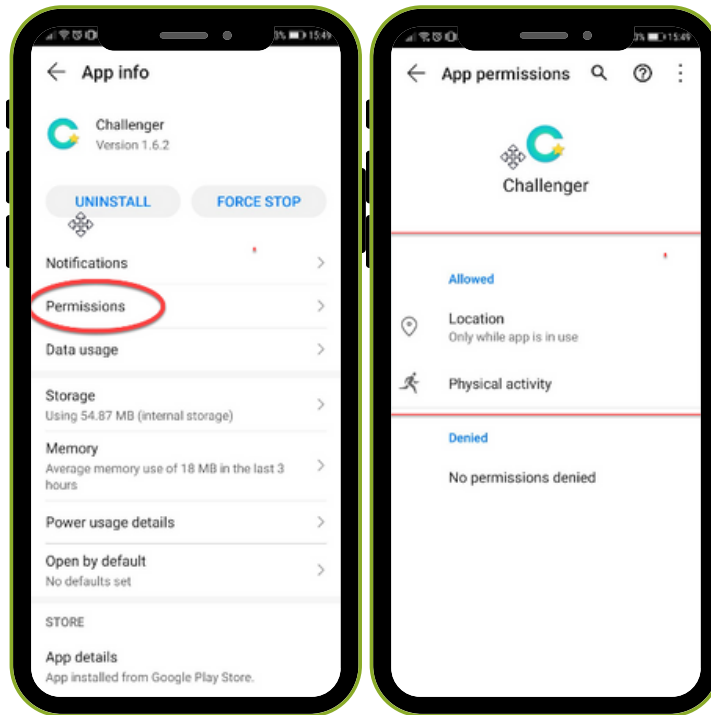 15:49
App info
Challenger
Version 1.6.2
UNINSTALL
FORCE STOP
Notifications
Permissions
Data usage
Storage
Using 54.87 MB (internal storage)
Memory
Average memory use of 18 MB in the last 3
hours
Power usage details
Open by default
No defaults set
STORE
App details
App installed from Google Play Store.
15:49
App permissions
Challenger
Allowed
Location
Only while app is in use
Physical activity
Denied
No permissions denied